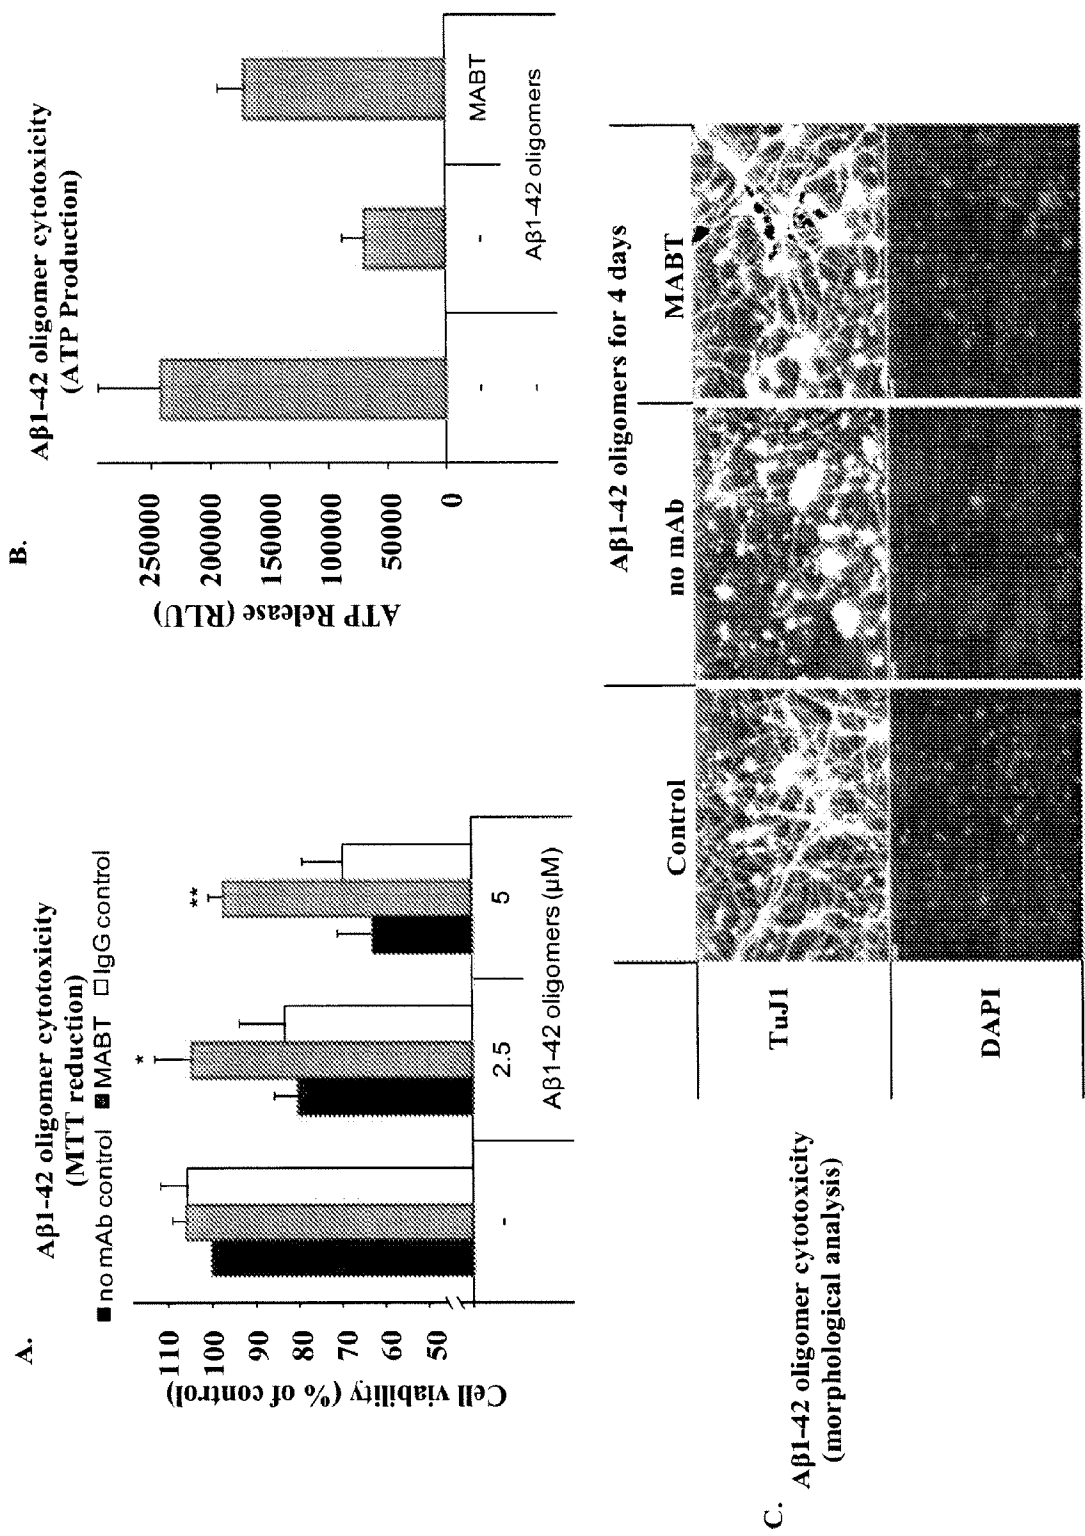 A.
Aβ1-42 oligomer cytotoxicity
(MTT reduction)
no mAb control MABT IgG control
Cell viability (% of control)
110
100
90
80
70
60
50
*
**
-
2.5
5
Aβ1-42 oligomers (µM)
B.
Aβ1-42 oligomer cytotoxicity
(ATP Production)
ATP Release (RLU)
250000
200000
150000
100000
50000
0
- - MABT
- Aβ1-42 oligomers
C.
Aβ1-42 oligomer cytotoxicity
(morphological analysis)
Aβ1-42 oligomers for 4 days
Control no mAb MABT
TuJ1
DAPI